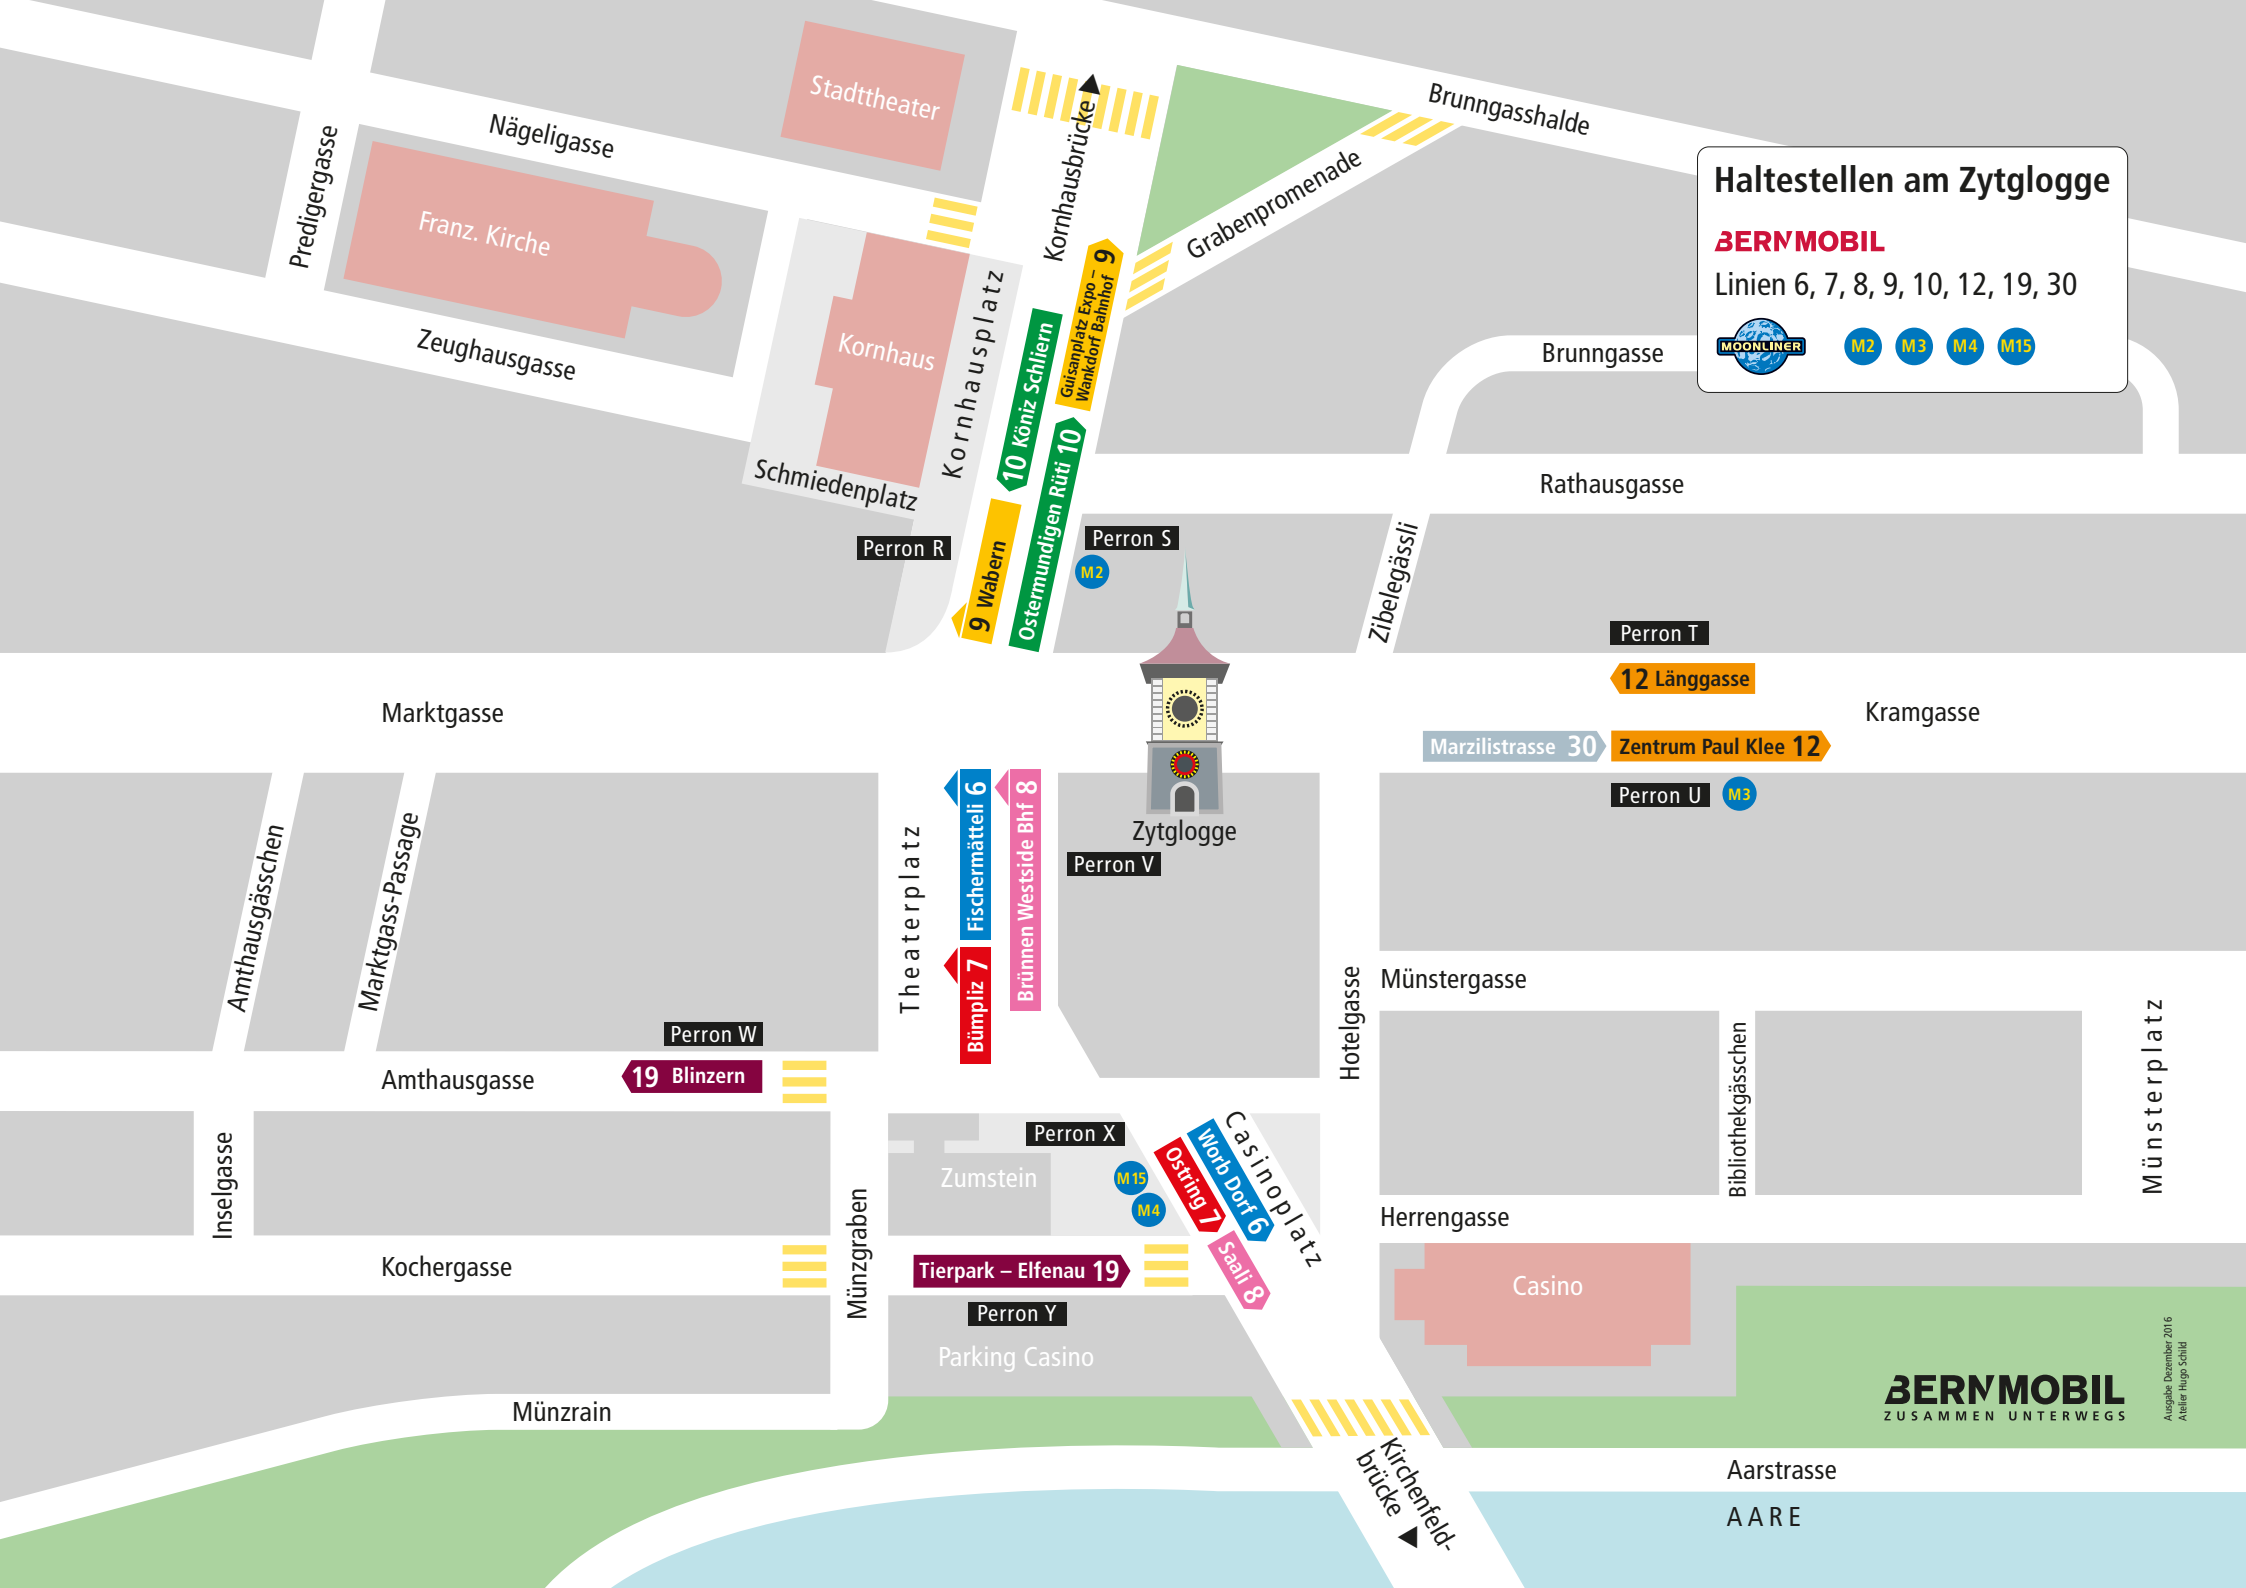 Stadttheater
Nägeligasse
Predigergasse
Franz. Kirche
Zeughausgasse
Kornhausbrücke
Brunngasshalde
Grabenpromenade
Haltestellen am Zytglogge
BERNMOBIL
Linien 6, 7, 8, 9, 10, 12, 19, 30
MOONLINER
M2 M3 M4 M15
Kornhaus
Kornhausplatz
Schmiedenplatz
10 Köniz Schliern
Guisanplatz Expo –
Wankdorf Bahnhof 9
Ostermundigen Rüti 10
9 Wabern
Brunngasse
Rathausgasse
Perron R
Perron S
M2
Zibelegässli
Perron T
12 Länggasse
Marktgasse
Kramgasse
Marzilistrasse 30
Zentrum Paul Klee 12
Perron U
M3
Zytglogge
Perron V
Amthausgässchen
Marktgass-Passage
Theaterplatz
Fischermätteli 6
Brünnen Westside Bhf 8
Bümpliz 7
Hotelgasse
Münstergasse
Perron W
19 Blinzern
Amthausgasse
Münsterplatz
Bibliothekgässchen
Inselgasse
Perron X
Zumstein
M15
M4
Ostring 7
Worb Dorf 6
Casinoplatz
Saali 8
Herrengasse
Casino
Münzgraben
Kochergasse
Tierpark – Elfenau 19
Perron Y
Parking Casino
Münzrain
Kirchenfeld-
brücke
BERNMOBIL
ZUSAMMEN UNTERWEGS
Ausgabe Dezember 2016
Atelier Hugo Schild
Aarstrasse
AARE